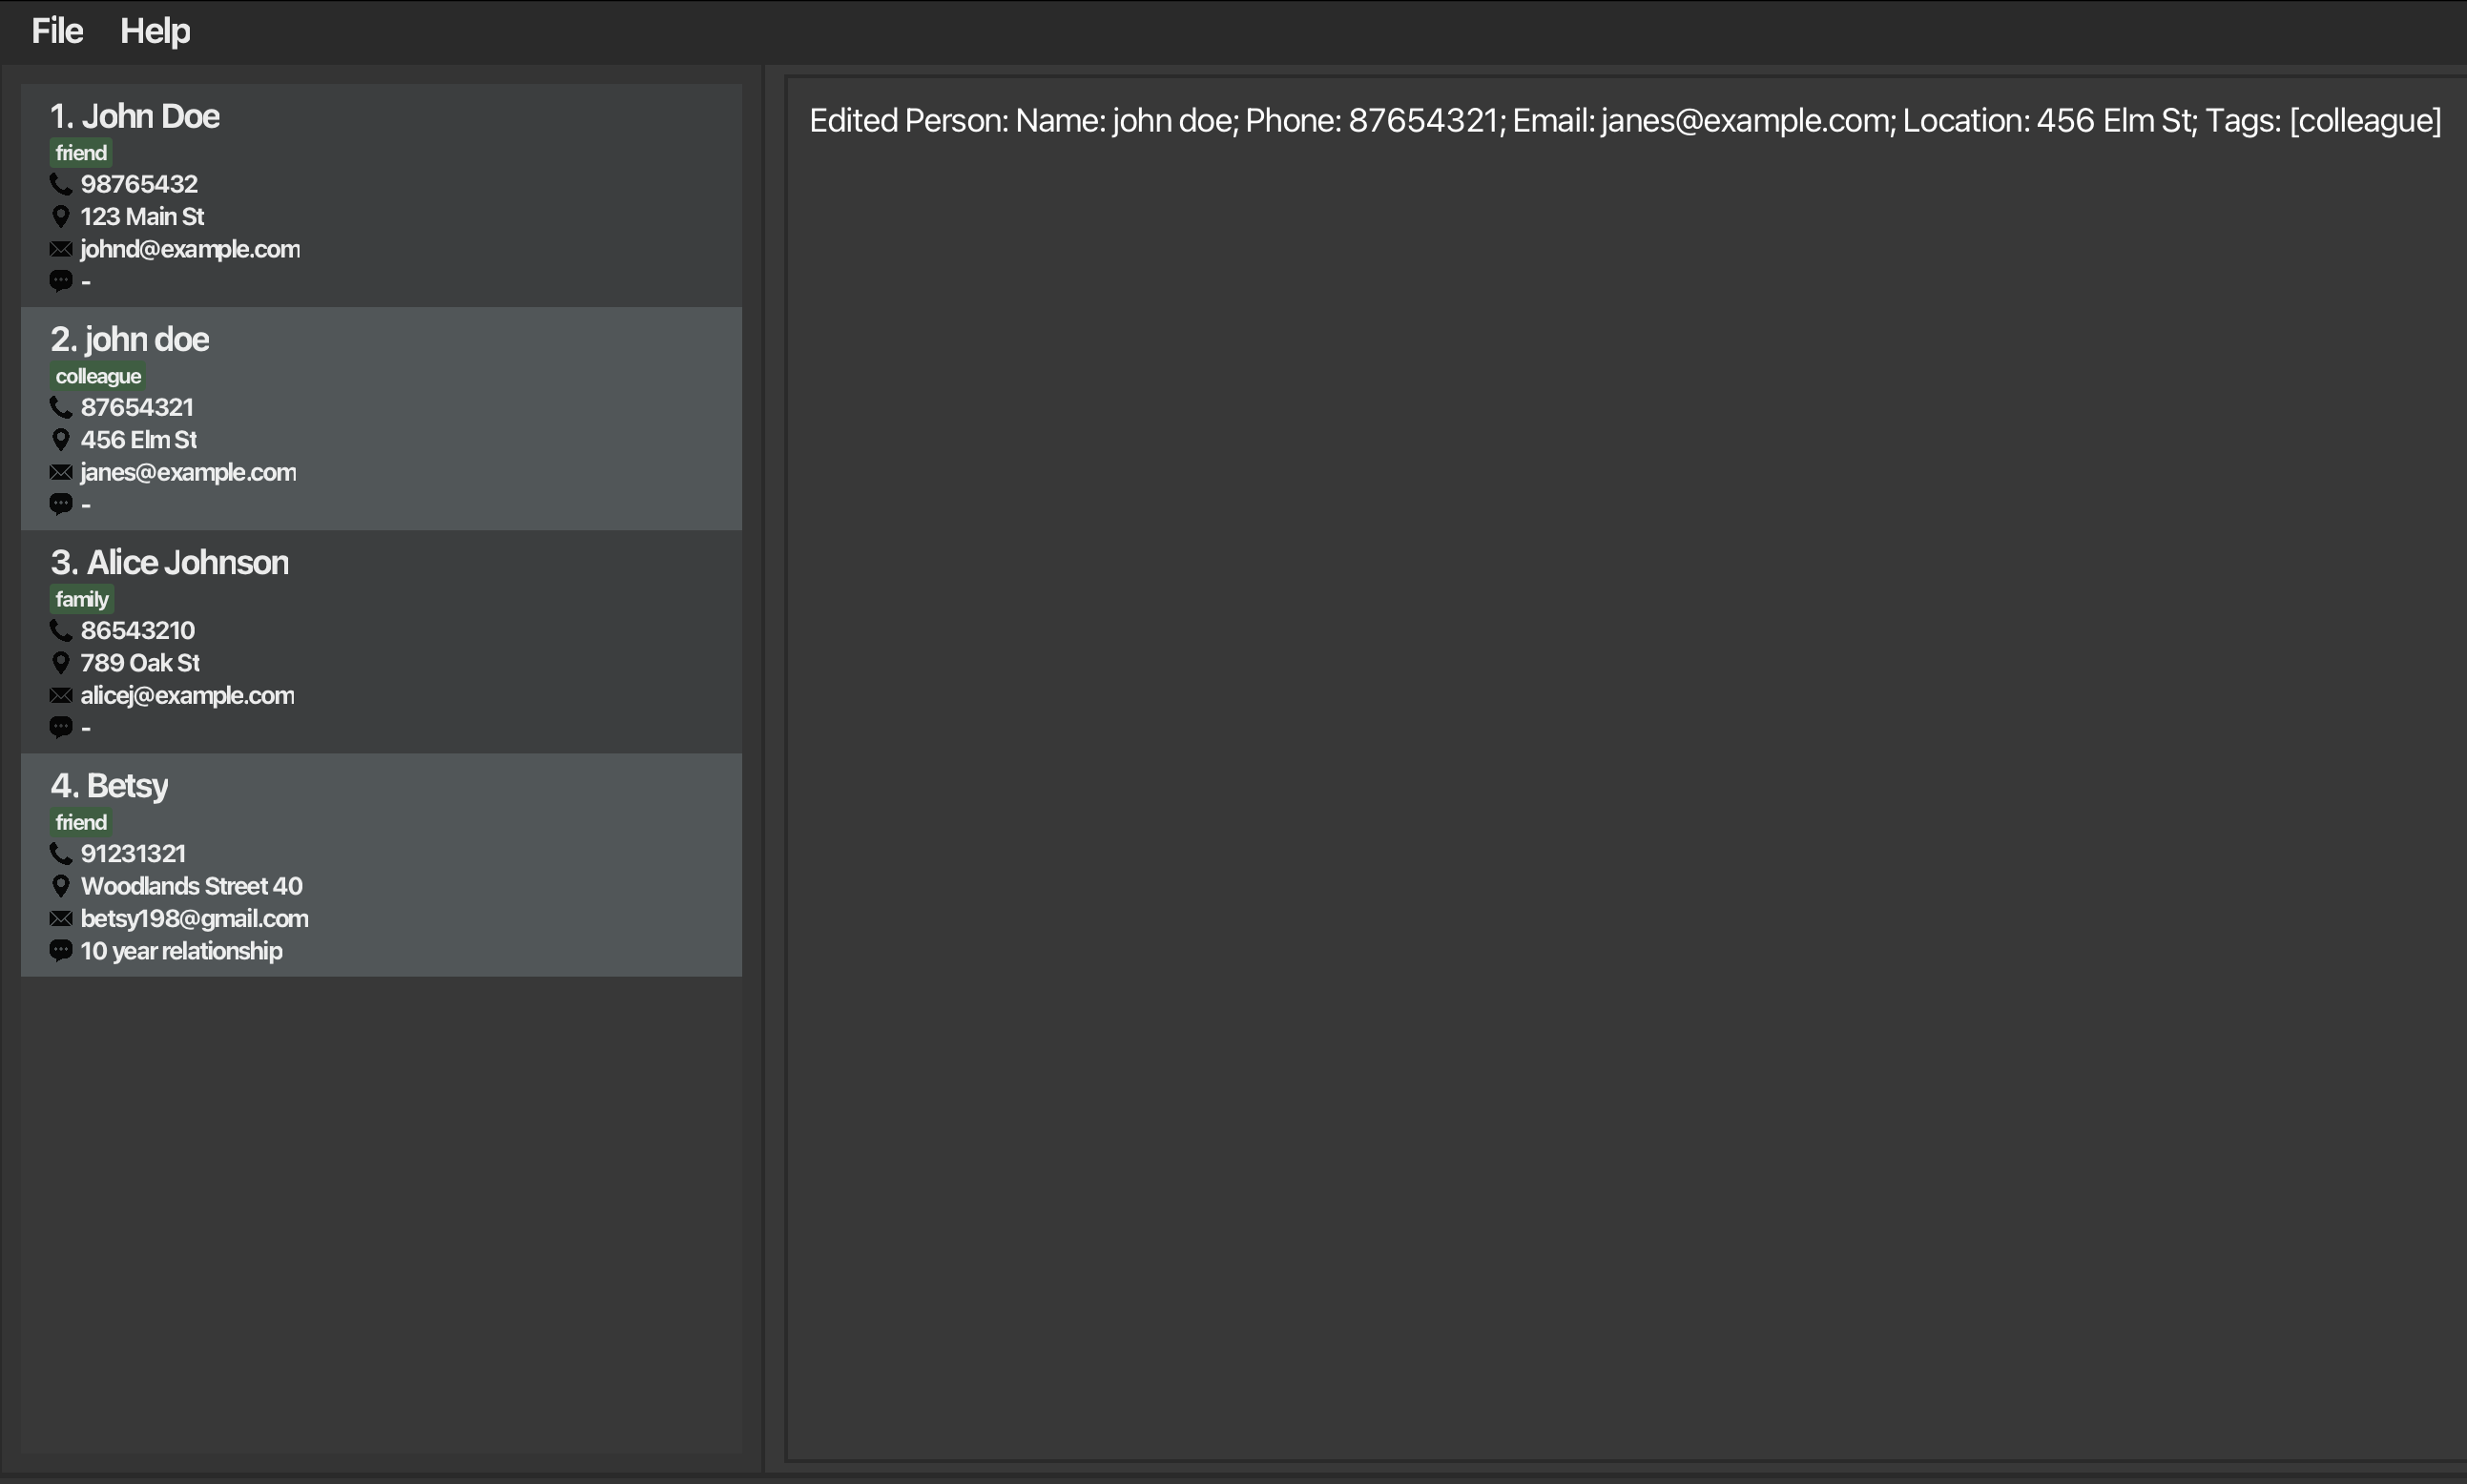 File Help
1. John Doe
friend
98765432
123 Main St
johnd@example.com
-
2. john doe
colleague
87654321
456 Elm St
janes@example.com
-
3. Alice Johnson
family
86543210
789 Oak St
alicej@example.com
-
4. Betsy
friend
91231321
Woodlands Street 40
betsy198@gmail.com
10 year relationship
Edited Person: Name: john doe; Phone: 87654321; Email: janes@example.com; Location: 456 Elm St; Tags: [colleague]